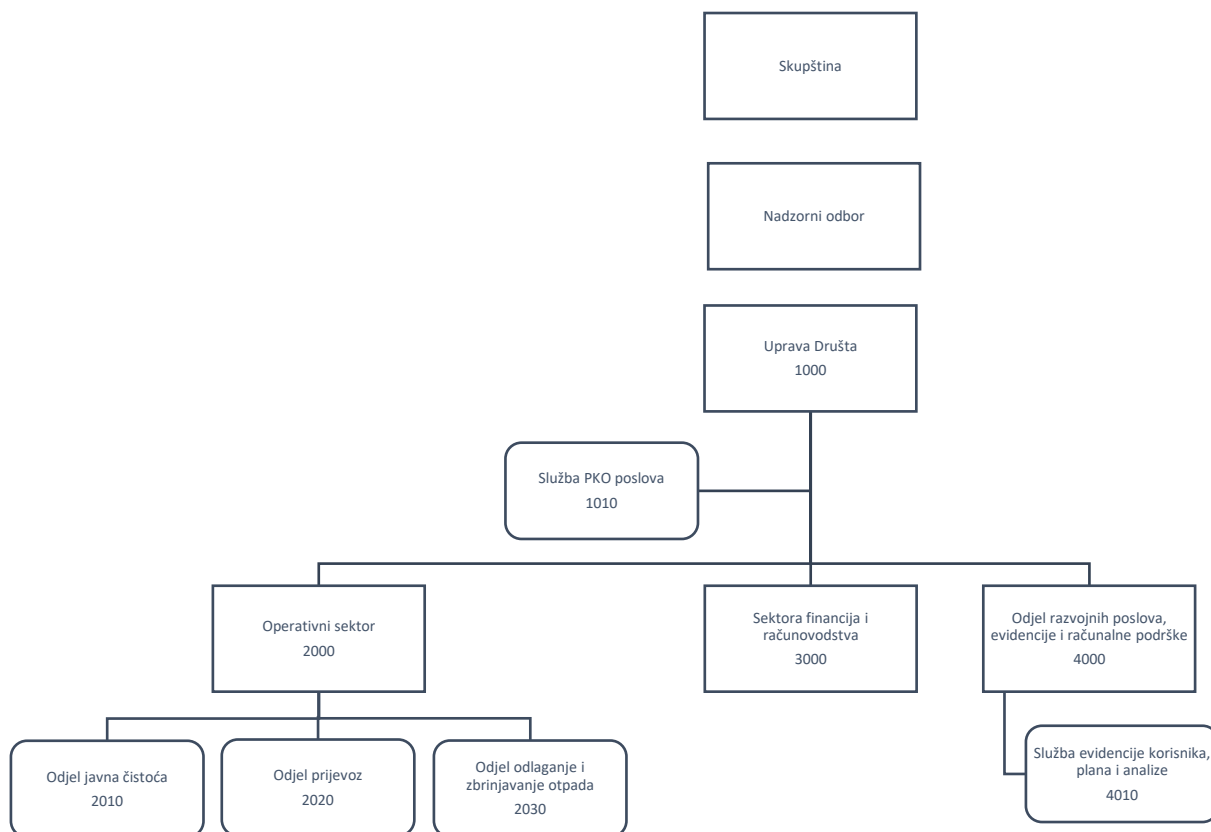 Skupština
Nadzorni odbor
Uprava Društa
1000
Služba PKO poslova
1010
Operativni sektor
2000
Sektora financija i
računovodstva
3000
Odjel razvojnih poslova,
evidencije i računalne podrške
4000
Odjel javna čistoća
2010
Odjel prijevoz
2020
Odjel odlaganje i
zbrinjavanje otpada
2030
Služba evidencije korisnika,
plana i analize
4010